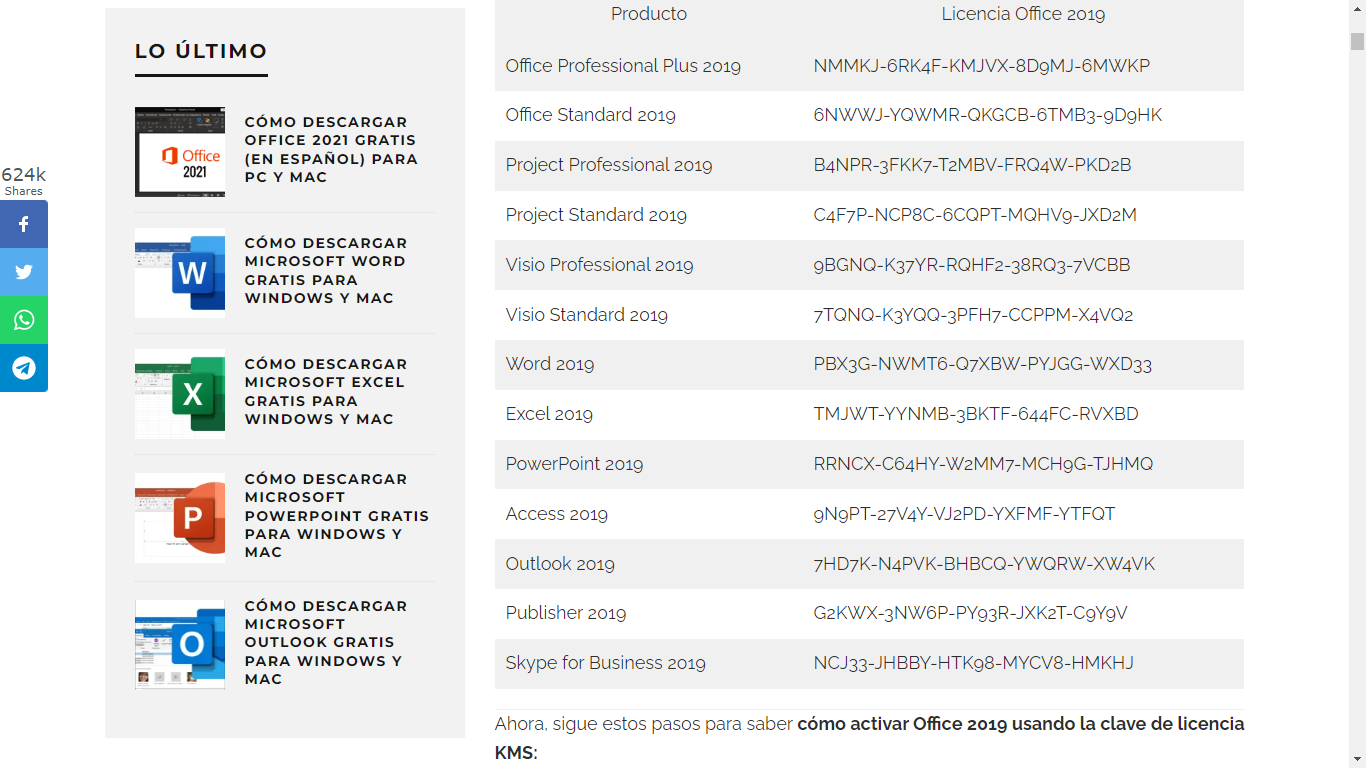 624k
Shares
LO ÚLTIMO
Office
2021
CÓMO DESCARGAR
OFFICE 2021 GRATIS
(EN ESPAÑOL) PARA
PC Y MAC
W
CÓMO DESCARGAR
MICROSOFT WORD
GRATIS PARA
WINDOWS Y MAC
X
CÓMO DESCARGAR
MICROSOFT EXCEL
GRATIS PARA
WINDOWS Y MAC
P
CÓMO DESCARGAR
MICROSOFT
POWERPOINT GRATIS
PARA WINDOWS Y
MAC
O
CÓMO DESCARGAR
MICROSOFT
OUTLOOK GRATIS
PARA WINDOWS Y
MAC
Producto Licencia Office 2019
Office Professional Plus 2019 NMMKJ-6RK4F-KMJVX-8D9MJ-6MWKP
Office Standard 2019 6NWWJ-YQWMR-QKGCB-6TMB3-9D9HK
Project Professional 2019 B4NPR-3FKK7-T2MBV-FRQ4W-PKD2B
Project Standard 2019 C4F7P-NCP8C-6CQPT-MQHV9-JXD2M
Visio Professional 2019 9BGNQ-K37YR-RQHF2-38RQ3-7VCBB
Visio Standard 2019 7TQNQ-K3YQQ-3PFH7-CCPPM-X4VQ2
Word 2019 PBX3G-NWMT6-Q7XBW-PYJGG-WXD33
Excel 2019 TMJWT-YYNMB-3BKTF-644FC-RVXBD
PowerPoint 2019 RRNCX-C64HY-W2MM7-MCH9G-TJHMQ
Access 2019 9N9PT-27V4Y-VJ2PD-YXFMF-YTFQT
Outlook 2019 7HD7K-N4PVK-BHBCQ-YWQRW-XW4VK
Publisher 2019 G2KWX-3NW6P-PY93R-JXK2T-C9Y9V
Skype for Business 2019 NCJ33-JHBBY-HTK98-MYCV8-HMKHJ
Ahora, sigue estos pasos para saber cómo activar Office 2019 usando la clave de licencia
KMS: